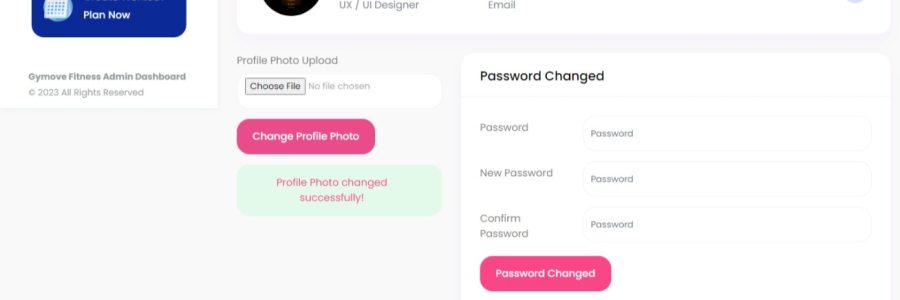 Plan Now
Gymove Fitness Admin Dashboard
© 2023 All Rights Reserved
UX / UI Designer
Email
Profile Photo Upload
Choose File No file chosen
Change Profile Photo
Profile Photo changed
successfully!
Password Changed
Password
Password
New Password
Password
Confirm
Password
Password
Password Changed